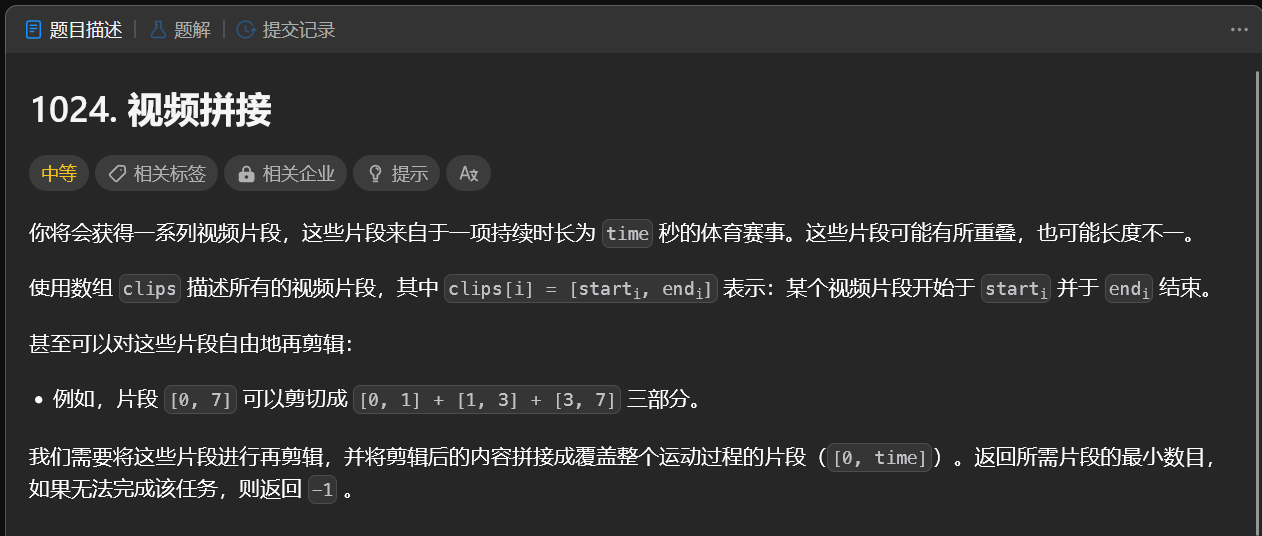 题目描述 | 题解 | 提交记录
1024. 视频拼接
中等 相关标签 相关企业 提示 A文
你将会获得一系列视频片段，这些片段来自于一项持续时长为 time 秒的体育赛事。这些片段可能有所重叠，也可能长度不一。
使用数组 clips 描述所有的视频片段，其中 clips[i] = [starti, endi] 表示：某个视频片段开始于 starti 并于 endi 结束。
甚至可以对这些片段自由地再剪辑：
• 例如，片段 [0, 7] 可以剪切成 [0, 1] + [1, 3] + [3, 7] 三部分。
我们需要将这些片段进行再剪辑，并将剪辑后的内容拼接成覆盖整个运动过程的片段（[0, time]）。返回所需片段的最小数目，
如果无法完成该任务，则返回 -1 。